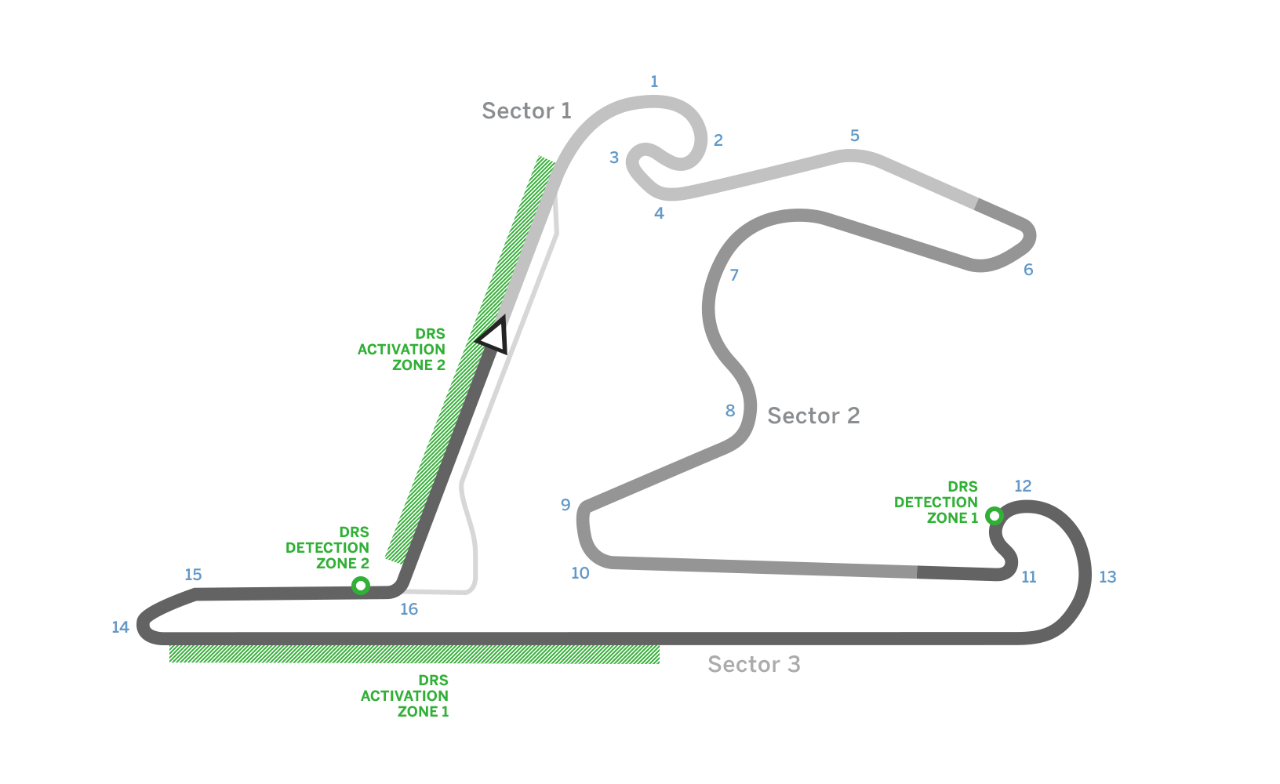 1
Sector 1
2
3
4
5
6
7
DRS
ACTIVATION
ZONE 2
8
Sector 2
9
10
DRS
DETECTION
ZONE 1
12
11
13
DRS
DETECTION
ZONE 2
15
16
14
Sector 3
DRS
ACTIVATION
ZONE 1